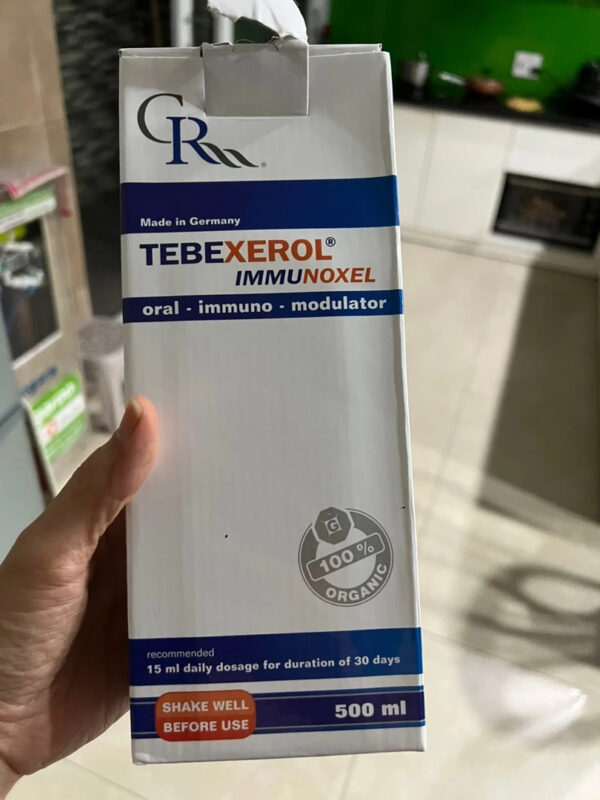 CRm
Made in Germany
TEBEXEROL®
IMMUNOXEL
oral - immuno - modulator
G
100 %
ORGANIC
recommended
15 ml daily dosage for duration of 30 days
SHAKE WELL
BEFORE USE
500 ml